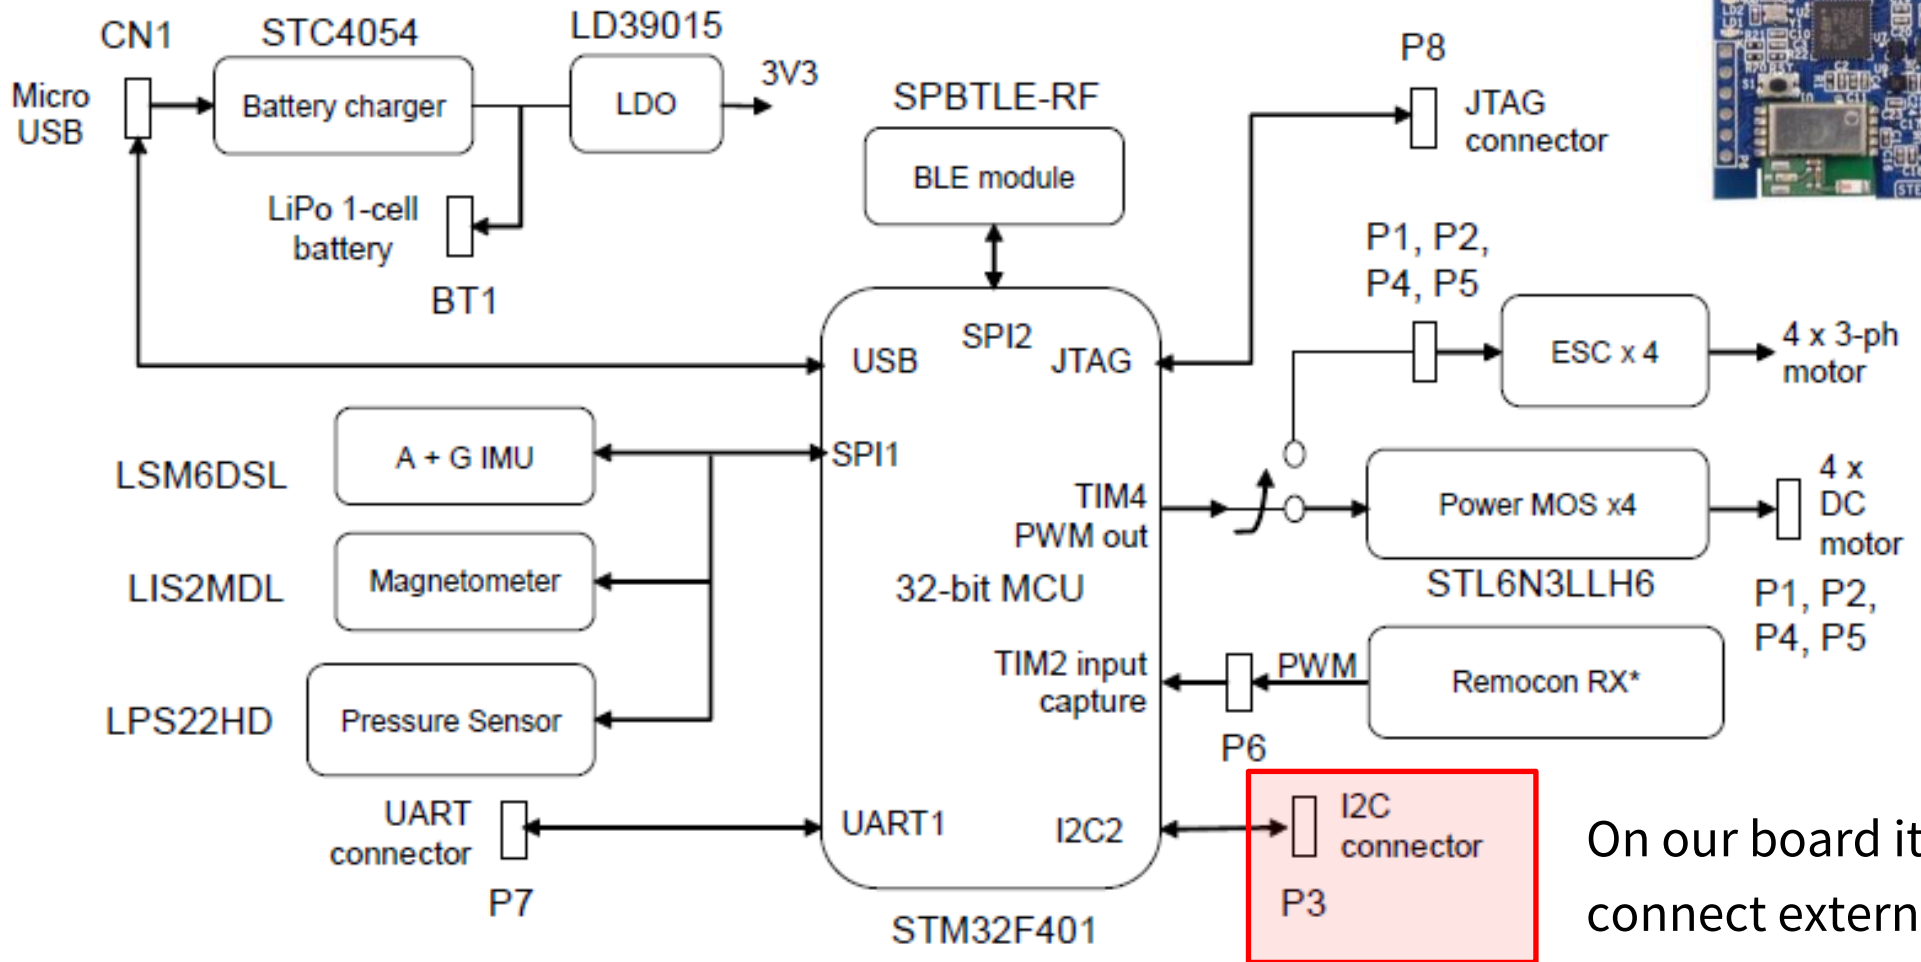 CN1
STC4054
LD39015
Micro
USB
Battery charger
LDO
3V3
LiPo 1-cell
battery
BT1
SPBTLE-RF
BLE module
P8
JTAG
connector
P1, P2,
P4, P5
ESC x 4
4 x 3-ph
motor
USB
SPI2
JTAG
LSM6DSL
A + G IMU
SPI1
LIS2MDL
Magnetometer
LPS22HD
Pressure Sensor
TIM4
PWM out
32-bit MCU
Power MOS x4
STL6N3LLH6
4 x
DC
motor
P1, P2,
P4, P5
TIM2 input
capture
PWM
Remocon RX*
P6
UART
connector
P7
UART1
I2C2
I2C
connector
P3
STM32F401
On our board it
connect extern